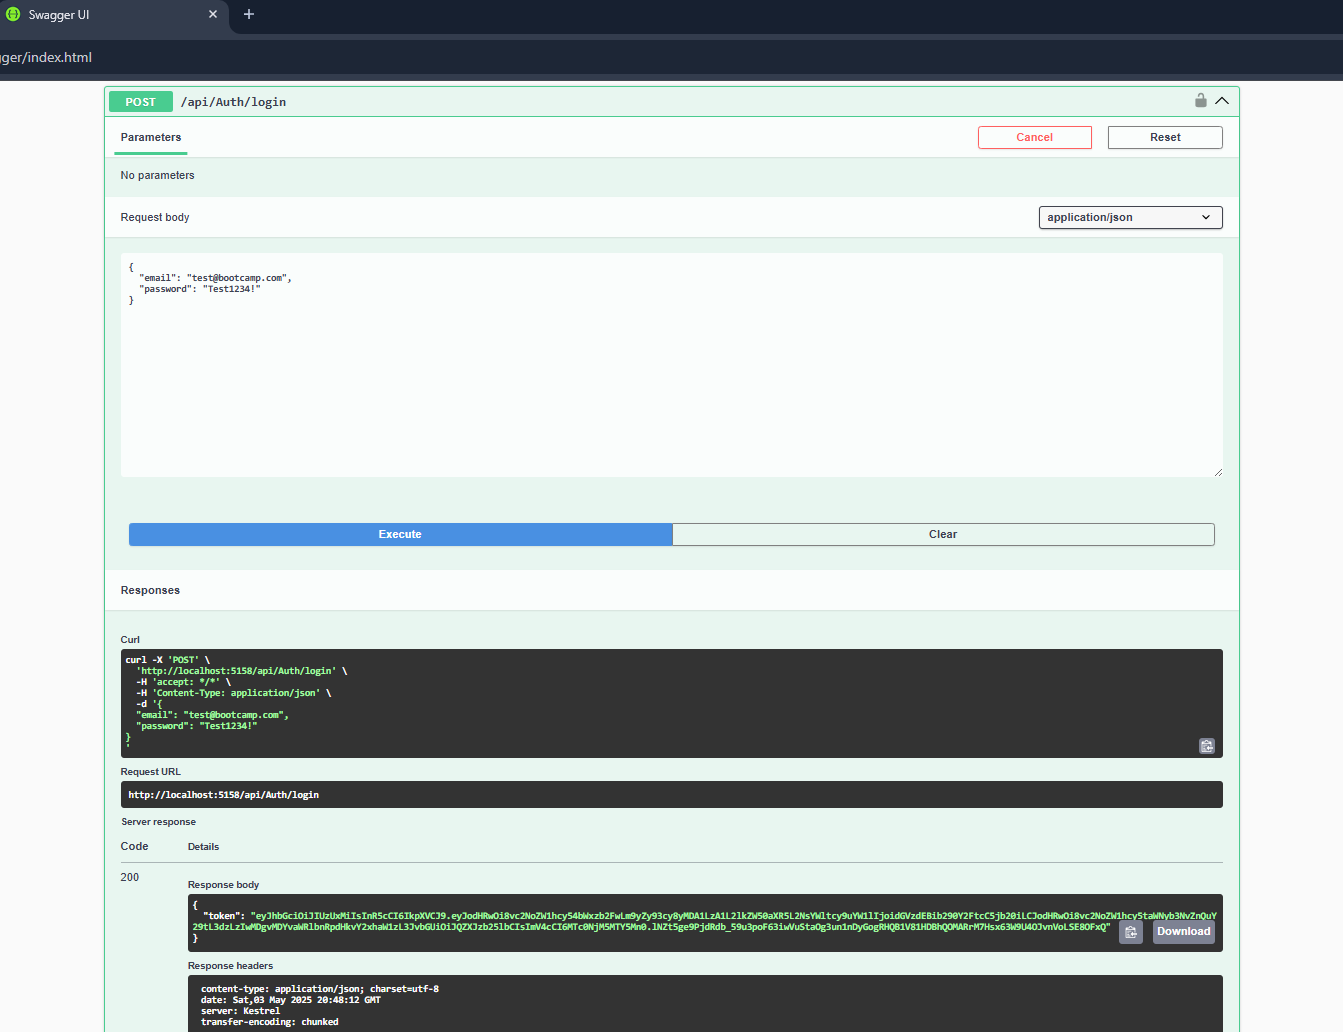 Swagger UI
ger/index.html
POST /api/Auth/login
Parameters
Cancel
Reset
No parameters
Request body
application/json
{
"email": "test@bootcamp.com",
"password": "Test1234!"
}
Execute
Clear
Responses
Curl
curl -X 'POST' \
'http://localhost:5158/api/Auth/login' \
-H 'accept: */*' \
-H 'Content-Type: application/json' \
-d '{
"email": "test@bootcamp.com",
"password": "Test1234!"
}
'
Request URL
http://localhost:5158/api/Auth/login
Server response
Code
Details
200
Response body
{
"token":
}
Download
Response headers
content-type: application/json; charset=utf-8
date: Sat,03 May 2025 20:48:12 GMT
server: Kestrel
transfer-encoding: chunked